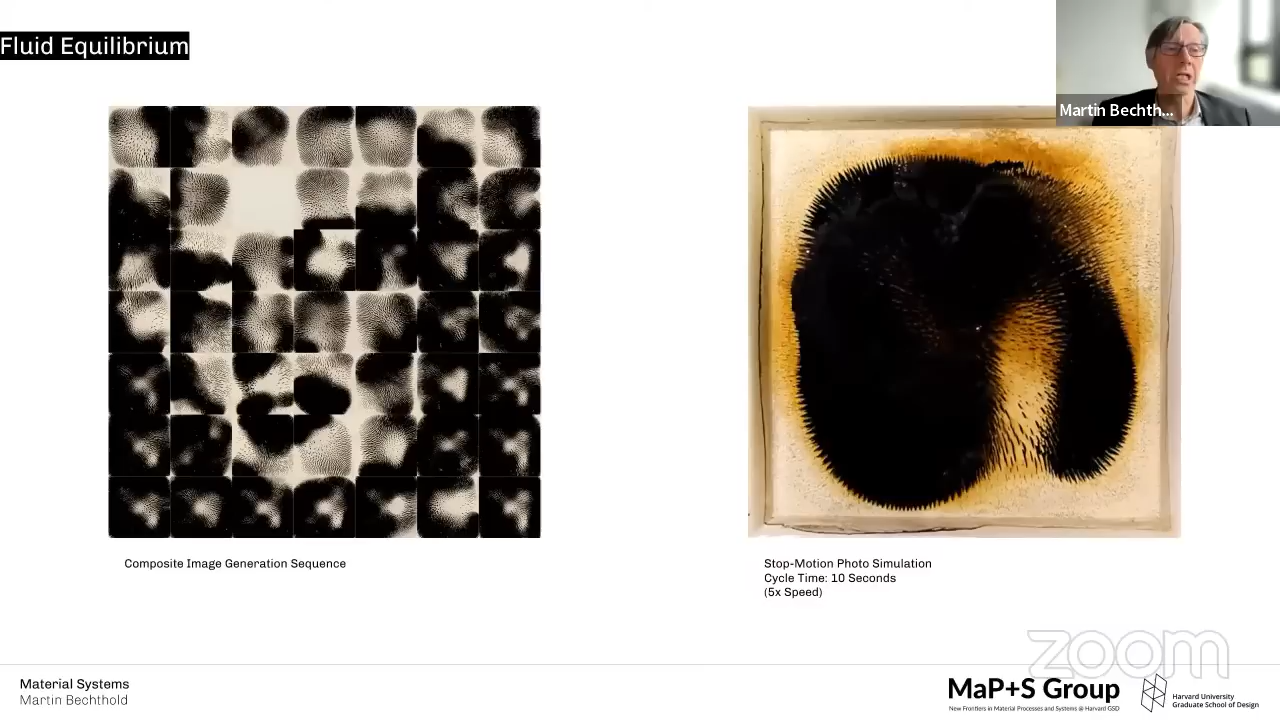 Fluid Equilibrium
Martin Bechth...
Composite Image Generation Sequence
Stop-Motion Photo Simulation
Cycle Time: 10 Seconds
(5x Speed)
zoom
Material Systems
Martin Bechthold
MaP+S Group
New Frontiers in Material Processes and Systems @ Harvard GSD
Harvard University
Graduate School of Design